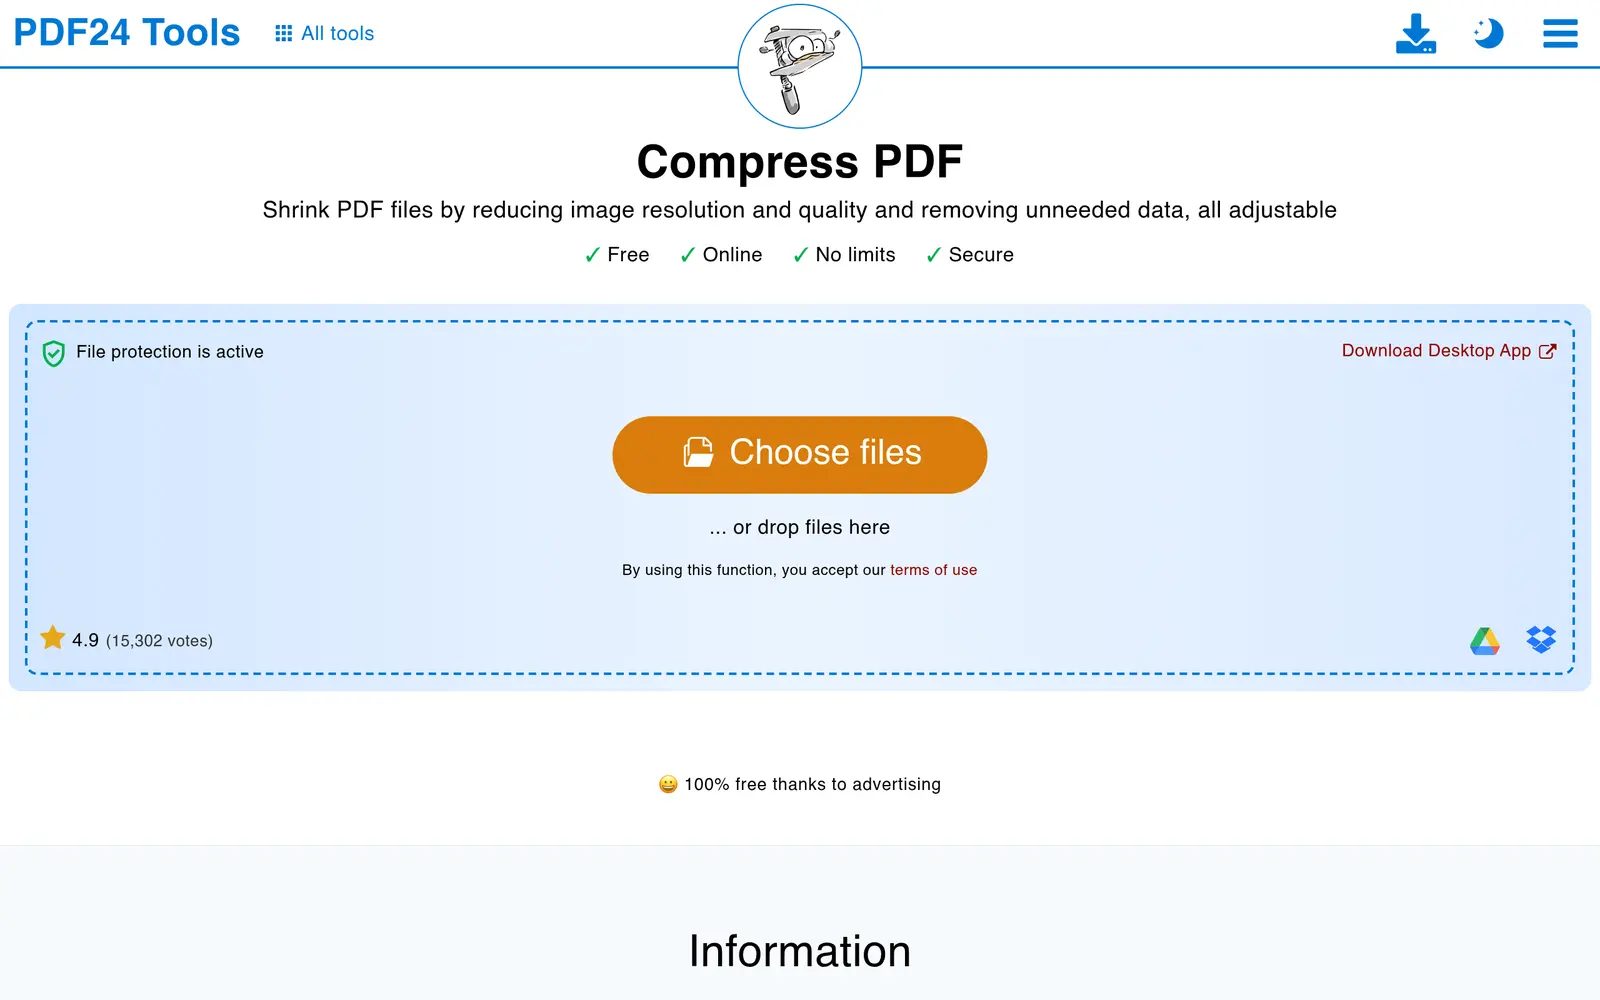 PDF24 Tools
All tools
Compress PDF
Shrink PDF files by reducing image resolution and quality and removing unneeded data, all adjustable
✓ Free ✓ Online ✓ No limits ✓ Secure
File protection is active
Download Desktop App
Choose files
... or drop files here
By using this function, you accept our terms of use
4.9 (15,302 votes)
😀 100% free thanks to advertising
Information